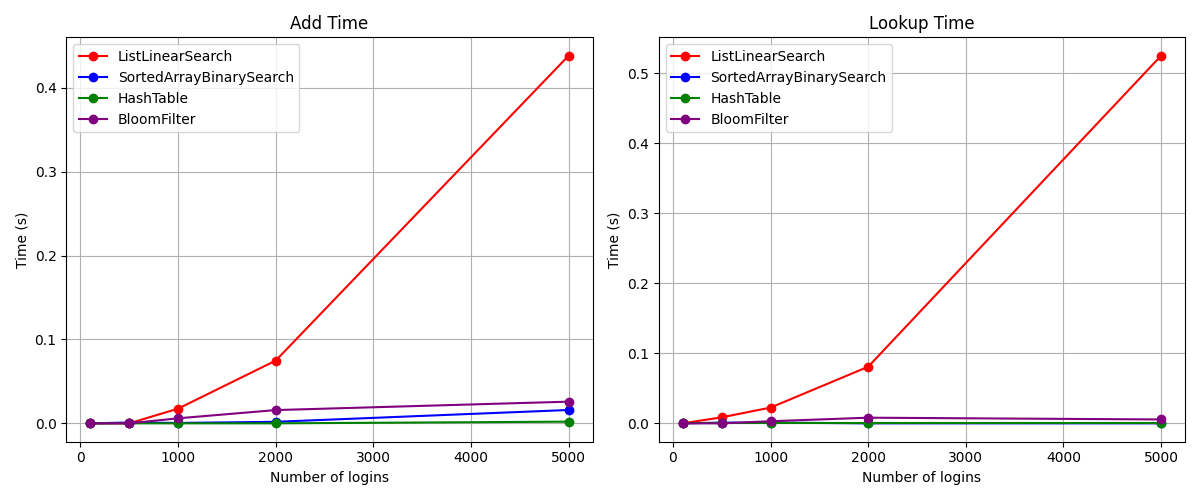 Add Time
ListLinearSearch
SortedArrayBinarySearch
HashTable
BloomFilter
Time (s)
0.4
0.3
0.2
0.1
0.0
0 1000 2000 3000 4000 5000
Number of logins
Lookup Time
ListLinearSearch
SortedArrayBinarySearch
HashTable
BloomFilter
Time (s)
0.5
0.4
0.3
0.2
0.1
0.0
0 1000 2000 3000 4000 5000
Number of logins